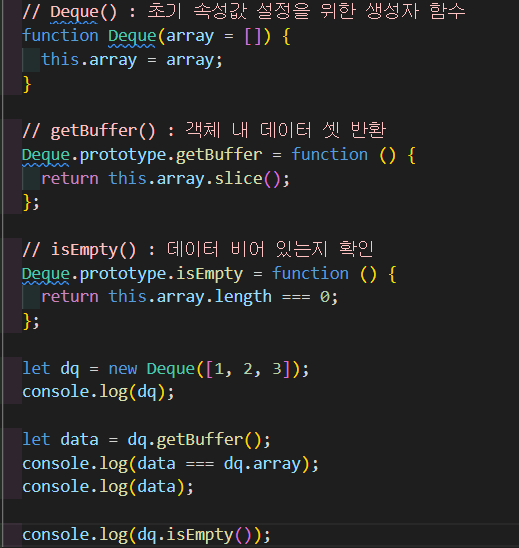 // Deque() : 초기 속성값 설정을 위한 생성자 함수
function Deque(array = []) {
  this.array = array;
}

// getBuffer() : 객체 내 데이터 셋 반환
Deque.prototype.getBuffer = function () {
  return this.array.slice();
};

// isEmpty() : 데이터 비어 있는지 확인
Deque.prototype.isEmpty = function () {
  return this.array.length === 0;
};

let dq = new Deque([1, 2, 3]);
console.log(dq);

let data = dq.getBuffer();
console.log(data === dq.array);
console.log(data);

console.log(dq.isEmpty());